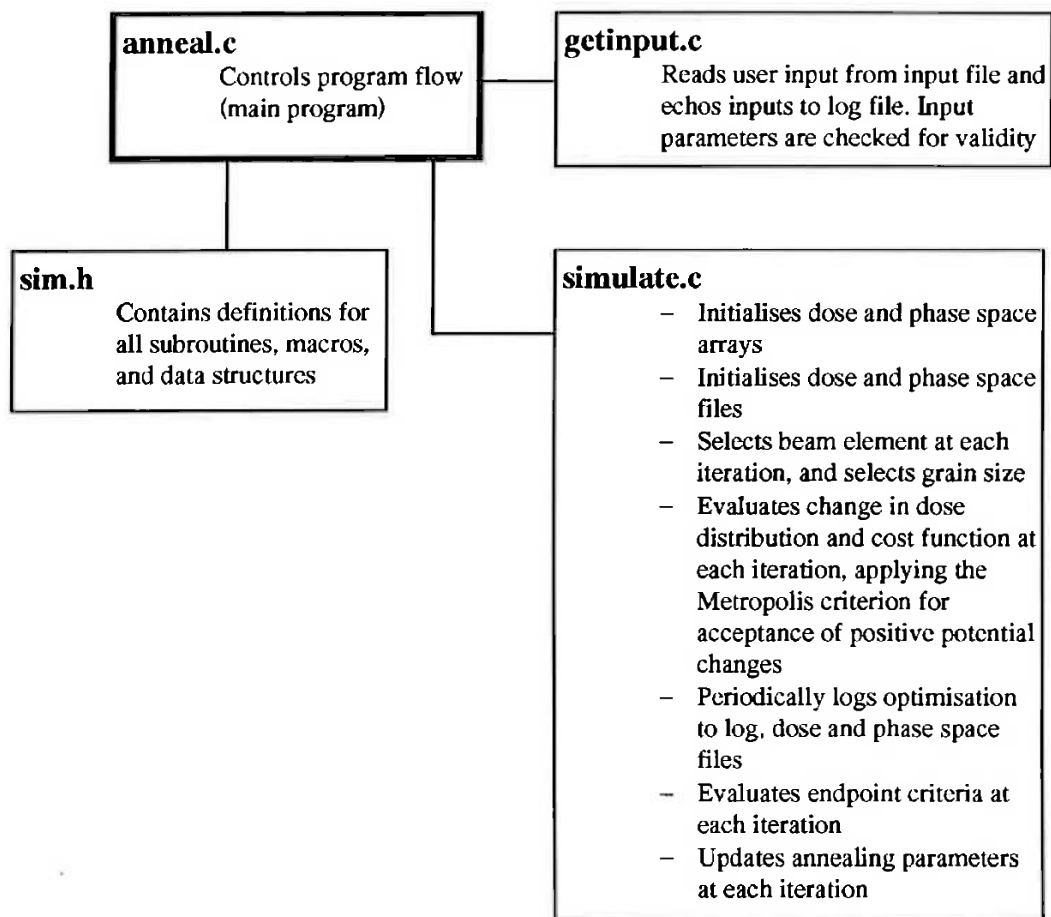 anneal.c
Controls program flow
(main program)
getinput.c
Reads user input from input file and
echos inputs to log file. Input
parameters are checked for validity
sim.h
Contains definitions for
all subroutines, macros,
and data structures
simulate.c
– Initialises dose and phase space
arrays
– Initialises dose and phase space
files
– Selects beam element at each
iteration, and selects grain size
– Evaluates change in dose
distribution and cost function at
each iteration, applying the
Metropolis criterion for
acceptance of positive potential
changes
– Periodically logs optimisation
to log, dose and phase space
files
– Evaluates endpoint criteria at
each iteration
– Updates annealing parameters
at each iteration